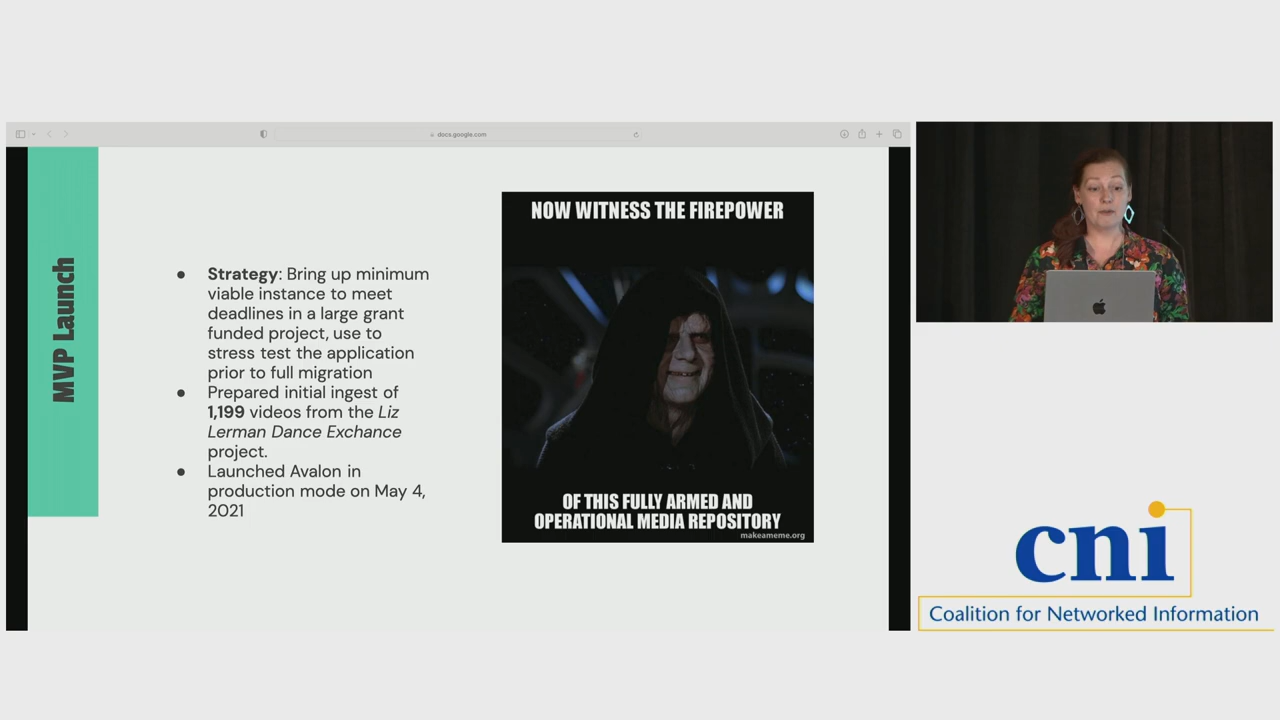 docs.google.com
MVP Launch
● Strategy: Bring up minimum
viable instance to meet
deadlines in a large grant
funded project, use to
stress test the application
prior to full migration
● Prepared initial ingest of
1,199 videos from the Liz
Lerman Dance Exchange
project.
● Launched Avalon in
production mode on May 4,
2021
NOW WITNESS THE FIREPOWER
OF THIS FULLY ARMED AND
OPERATIONAL MEDIA REPOSITORY
makeameme.org
cni
Coalition for Networked Information